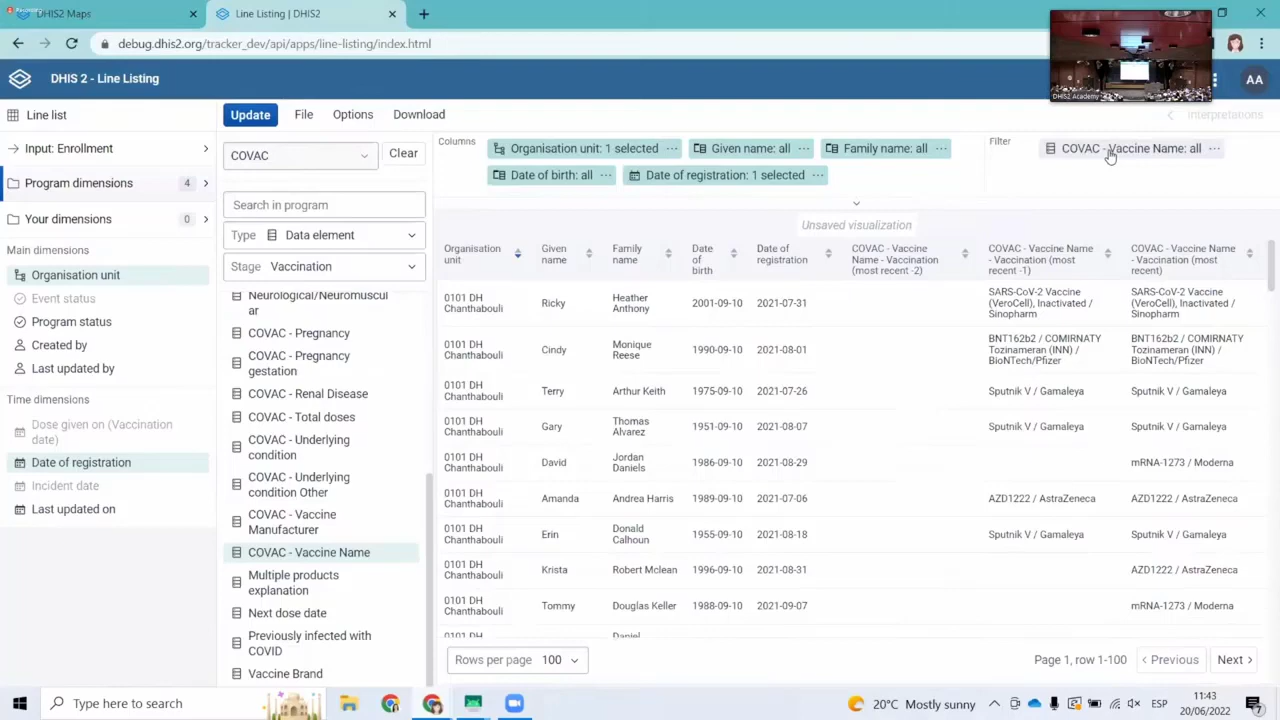 DHIS2 Maps
Line Listing | DHIS2
debug.dhis2.org/tracker_dev/api/apps/line-listing/index.html
DHIS2 Academy
DHIS 2 - Line Listing
AA
Line list
Update
File
Options
Download
Interpretations
Input: Enrollment
Program dimensions
4
Your dimensions
0
Main dimensions
Organisation unit
Event status
Program status
Created by
Last updated by
Time dimensions
Dose given on (Vaccination
date)
Date of registration
Incident date
Last updated on
COVAC
Clear
Search in program
Type Data element
Stage Vaccination
Neurological/Neuromuscul
ar
COVAC - Pregnancy
COVAC - Pregnancy
gestation
COVAC - Renal Disease
COVAC - Total doses
COVAC - Underlying
condition
COVAC - Underlying
condition Other
COVAC - Vaccine
Manufacturer
COVAC - Vaccine Name
Multiple products
explanation
Next dose date
Previously infected with
COVID
Vaccine Brand
Columns
Organisation unit: 1 selected
Given name: all
Family name: all
Date of birth: all
Date of registration: 1 selected
Filter
COVAC - Vaccine Name: all
Unsaved visualization
Organisation
unit
Given
name
Family
name
Date
of
birth
Date of
registration
COVAC - Vaccine
Name - Vaccination
(most recent -2)
COVAC - Vaccine Name
- Vaccination (most
recent -1)
COVAC - Vaccine Name
- Vaccination (most
recent)
0101 DH
Chanthabouli
Ricky
Heather
Anthony
2001-09-10
2021-07-31
SARS-CoV-2 Vaccine
(VeroCell), Inactivated /
Sinopharm
SARS-CoV-2 Vaccine
(VeroCell), Inactivated /
Sinopharm
0101 DH
Chanthabouli
Cindy
Monique
Reese
1990-09-10
2021-08-01
BNT162b2 / COMIRNATY
Tozinameran (INN) /
BioNTech/Pfizer
BNT162b2 / COMIRNATY
Tozinameran (INN) /
BioNTech/Pfizer
0101 DH
Chanthabouli
Terry
Arthur Keith
1975-09-10
2021-07-26
Sputnik V / Gamaleya
Sputnik V / Gamaleya
0101 DH
Chanthabouli
Gary
Thomas
Alvarez
1951-09-10
2021-08-07
Sputnik V / Gamaleya
Sputnik V / Gamaleya
0101 DH
Chanthabouli
David
Jordan
Daniels
1986-09-10
2021-08-29
mRNA-1273 / Moderna
0101 DH
Chanthabouli
Amanda
Andrea Harris
1989-09-10
2021-07-06
AZD1222 / AstraZeneca
AZD1222 / AstraZeneca
0101 DH
Chanthabouli
Erin
Donald
Calhoun
1955-09-10
2021-08-18
Sputnik V / Gamaleya
Sputnik V / Gamaleya
0101 DH
Chanthabouli
Krista
Robert Mclean
1996-09-10
2021-08-31
AZD1222 / AstraZeneca
0101 DH
Chanthabouli
Tommy
Douglas Keller
1988-09-10
2021-09-07
mRNA-1273 / Moderna
0101 DH
Daniel
Rows per page 100
Page 1, row 1-100
Previous
Next
Type here to search
20°C Mostly sunny
ESP
11:43
20/06/2022
7